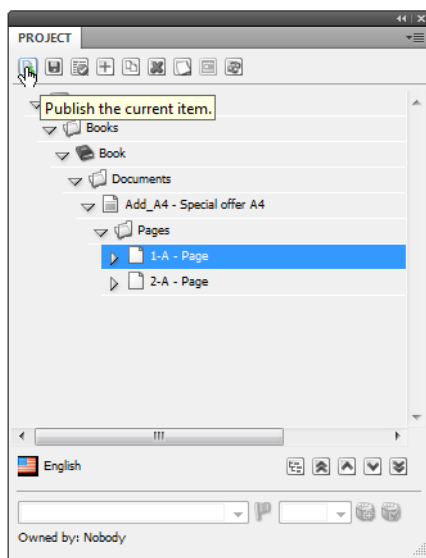 PROJECT
Publish the current item.
Books
Book
Documents
Add_A4 - Special offer A4
Pages
1-A - Page
2-A - Page
English
Owned by: Nobody